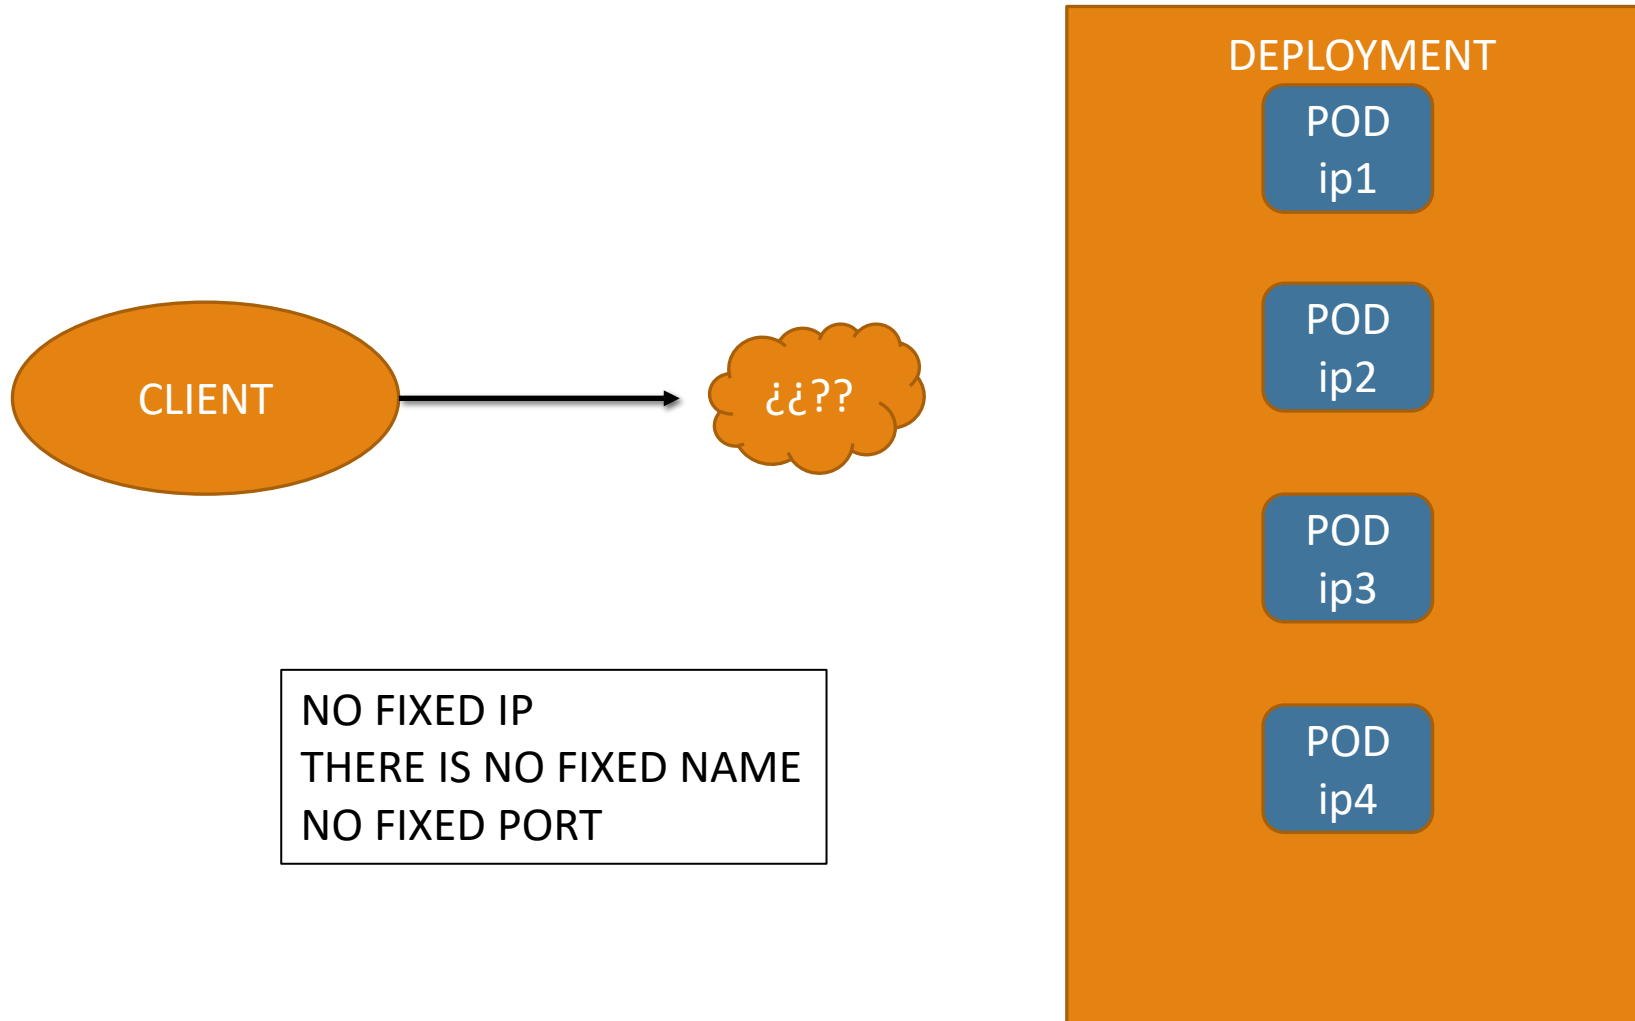 DEPLOYMENT
POD
ip1
POD
ip2
CLIENT
¿¿??
POD
ip3
NO FIXED IP
THERE IS NO FIXED NAME
NO FIXED PORT
POD
ip4